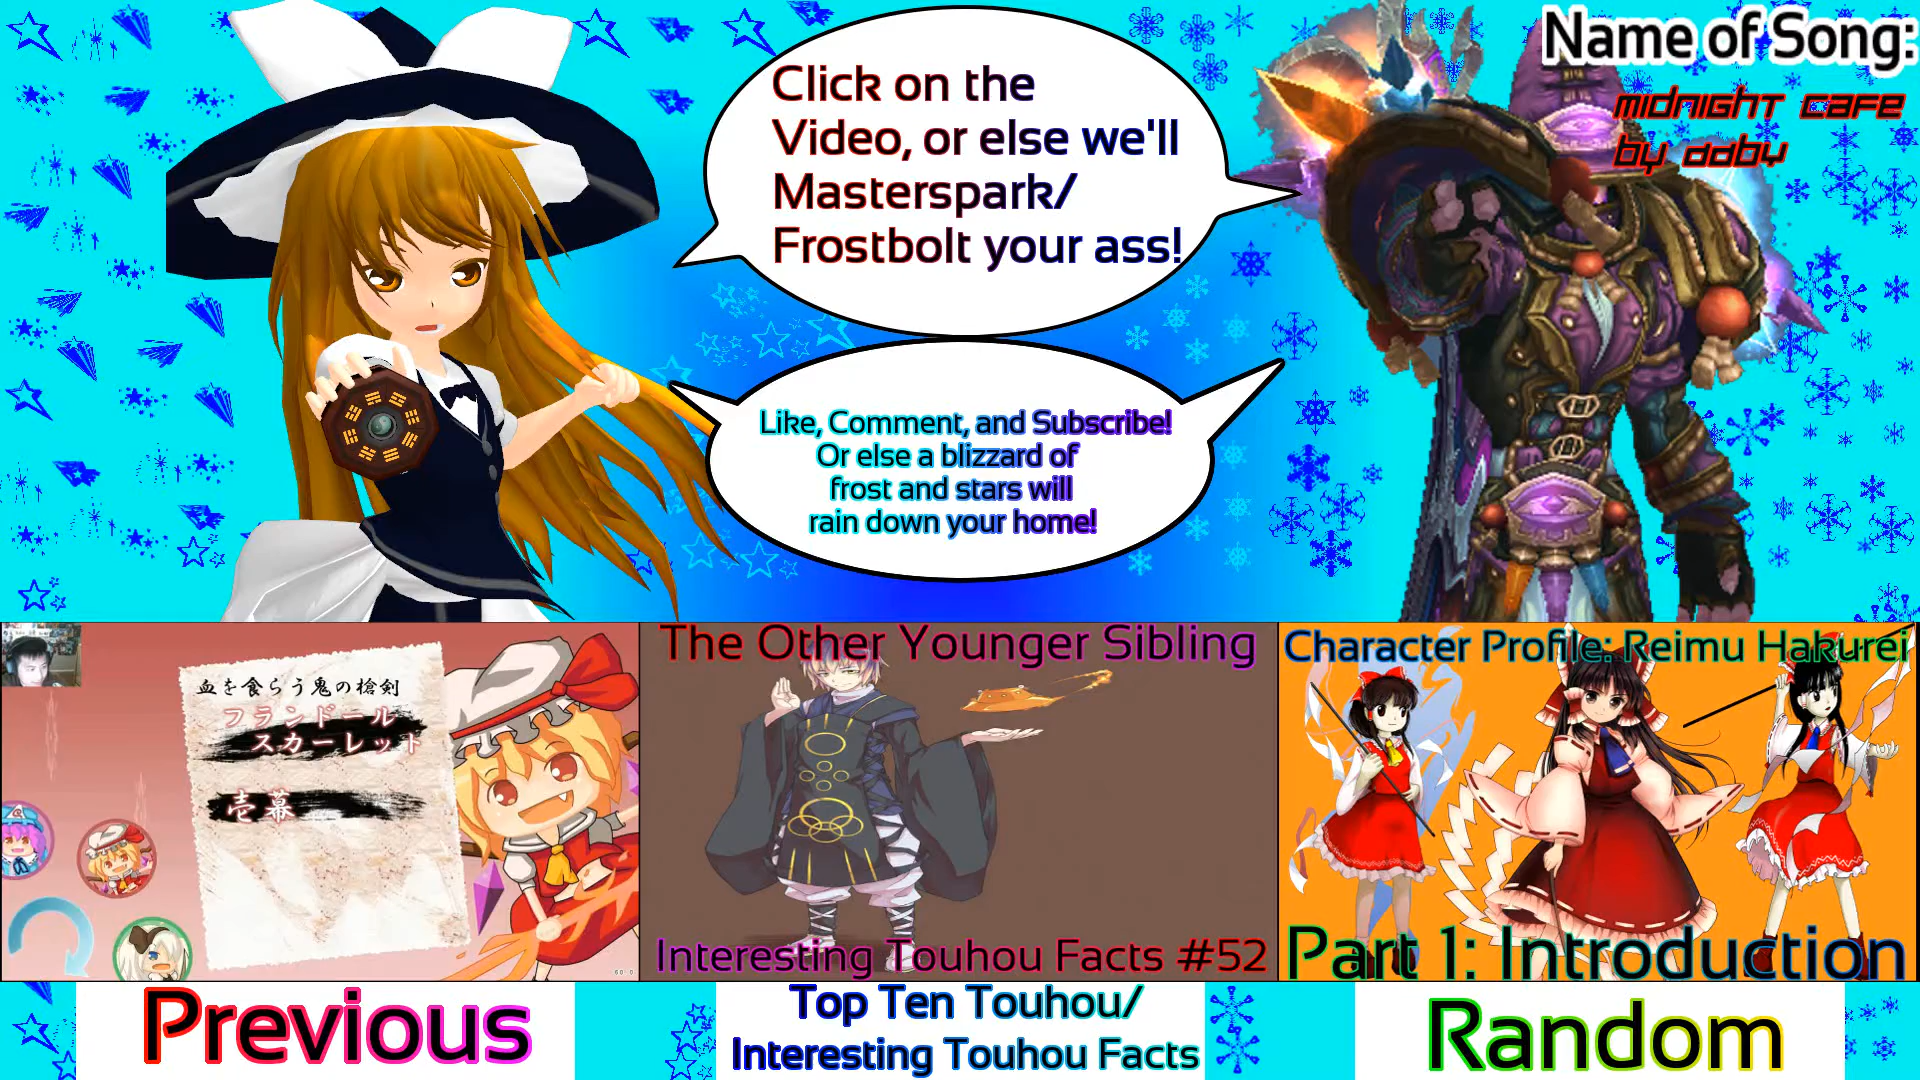 Click on the
Video, or else we'll
Masterspark/
Frostbolt your ass!
Name of Song:
midnight cafe
by dabv
Like, Comment, and Subscribe!
Or else a blizzard of
frost and stars will
rain down your home!
血を食らう鬼の槍剣
フランドール
スカーレット
壱幕
The Other Younger Sibling
Interesting Touhou Facts #52
Character Profile: Reimu Hakurei
Part 1: Introduction
Previous
Top Ten Touhou/
Interesting Touhou Facts
Random